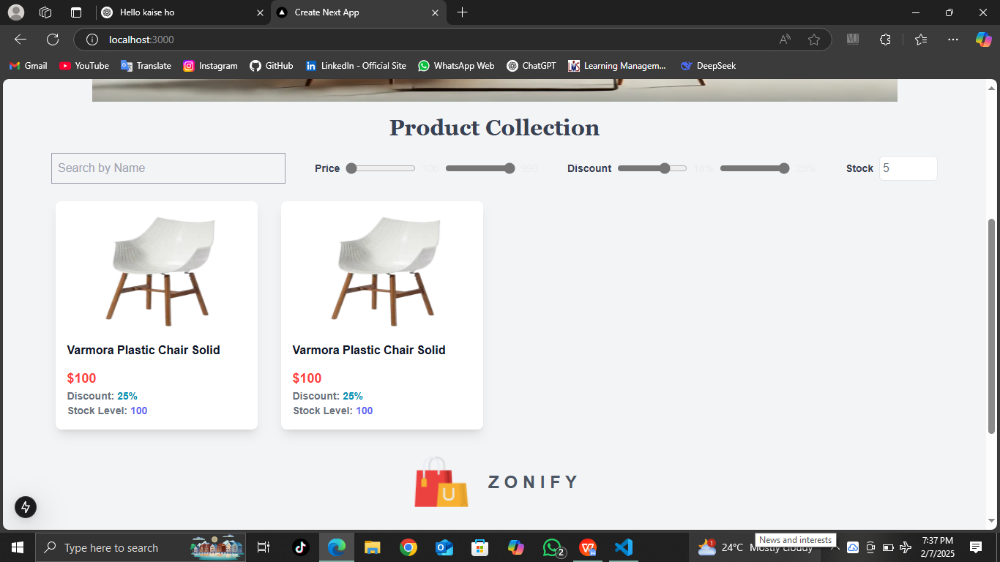 Hello kaise ho
Create Next App
localhost:3000
Gmail YouTube Translate Instagram GitHub LinkedIn - Official Site WhatsApp Web ChatGPT Learning Managem... DeepSeek
Product Collection
Search by Name Price 100 990 Discount 19% 25% Stock 5
Varmora Plastic Chair Solid
$100
Discount: 25%
Stock Level: 100
Varmora Plastic Chair Solid
$100
Discount: 25%
Stock Level: 100
U
ZONIFY
News and interests
Type here to search
2
1
24°C Mostly cloudy
7:37 PM
2/7/2025